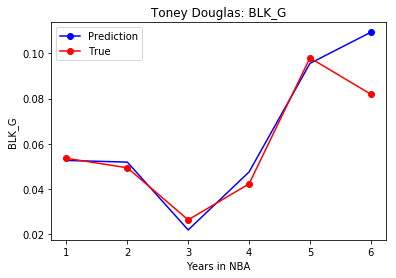 Toney Douglas: BLK_G
Prediction
True
BLK_G
0.10
0.08
0.06
0.04
0.02
1 2 3 4 5 6
Years in NBA